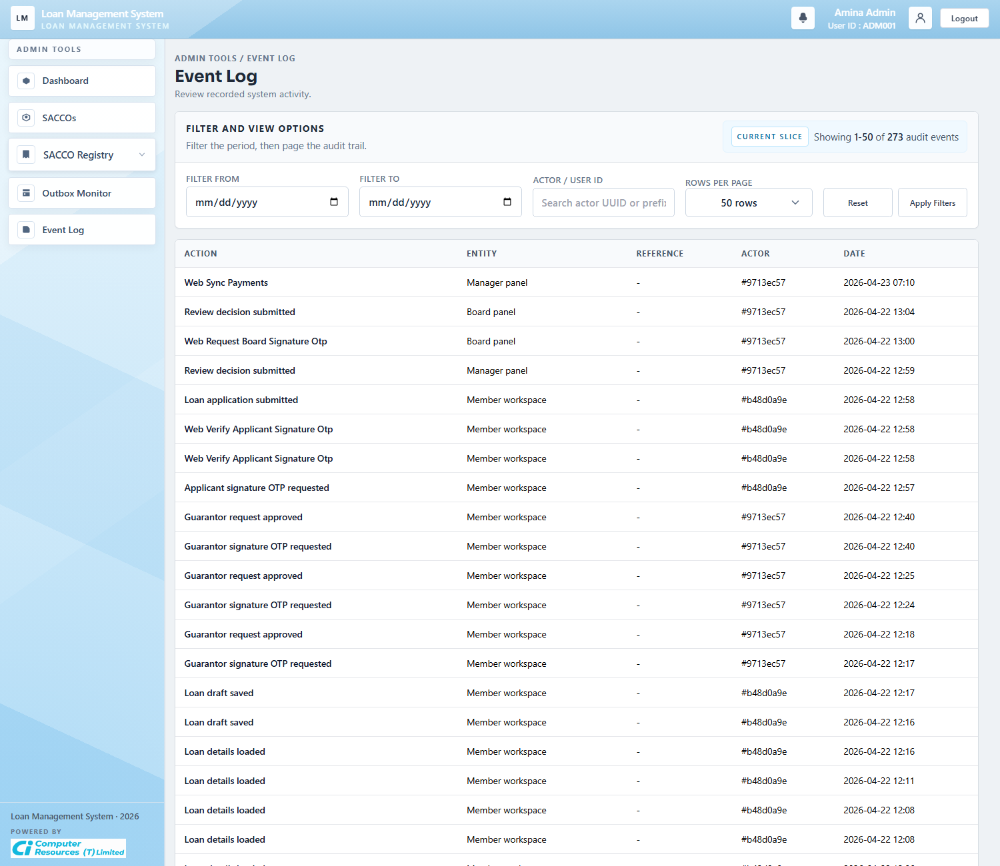 LM
Loan Management System
LOAN MANAGEMENT SYSTEM
Amina Admin
User ID : ADM001
Logout
ADMIN TOOLS
Dashboard
SACCOs
SACCO Registry
Outbox Monitor
Event Log
Loan Management System · 2026
POWERED BY
Ci Computer
Resources (T) Limited
ADMIN TOOLS / EVENT LOG
Event Log
Review recorded system activity.
FILTER AND VIEW OPTIONS
Filter the period, then page the audit trail.
CURRENT SLICE Showing 1-50 of 273 audit events
FILTER FROM FILTER TO ACTOR / USER ID ROWS PER PAGE
mm/dd/yyyy mm/dd/yyyy Search actor UUID or prefix 50 rows Reset Apply Filters
ACTION ENTITY REFERENCE ACTOR DATE
Web Sync Payments Manager panel - #9713ec57 2026-04-23 07:10
Review decision submitted Board panel - #9713ec57 2026-04-22 13:04
Web Request Board Signature Otp Board panel - #9713ec57 2026-04-22 13:00
Review decision submitted Manager panel - #9713ec57 2026-04-22 12:59
Loan application submitted Member workspace - #b48d0a9e 2026-04-22 12:58
Web Verify Applicant Signature Otp Member workspace - #b48d0a9e 2026-04-22 12:58
Web Verify Applicant Signature Otp Member workspace - #b48d0a9e 2026-04-22 12:58
Applicant signature OTP requested Member workspace - #b48d0a9e 2026-04-22 12:57
Guarantor request approved Member workspace - #9713ec57 2026-04-22 12:40
Guarantor signature OTP requested Member workspace - #9713ec57 2026-04-22 12:40
Guarantor request approved Member workspace - #9713ec57 2026-04-22 12:25
Guarantor signature OTP requested Member workspace - #9713ec57 2026-04-22 12:24
Guarantor request approved Member workspace - #9713ec57 2026-04-22 12:18
Guarantor signature OTP requested Member workspace - #9713ec57 2026-04-22 12:17
Loan draft saved Member workspace - #b48d0a9e 2026-04-22 12:17
Loan draft saved Member workspace - #b48d0a9e 2026-04-22 12:16
Loan details loaded Member workspace - #b48d0a9e 2026-04-22 12:16
Loan details loaded Member workspace - #b48d0a9e 2026-04-22 12:11
Loan details loaded Member workspace - #b48d0a9e 2026-04-22 12:08
Loan details loaded Member workspace - #b48d0a9e 2026-04-22 12:08